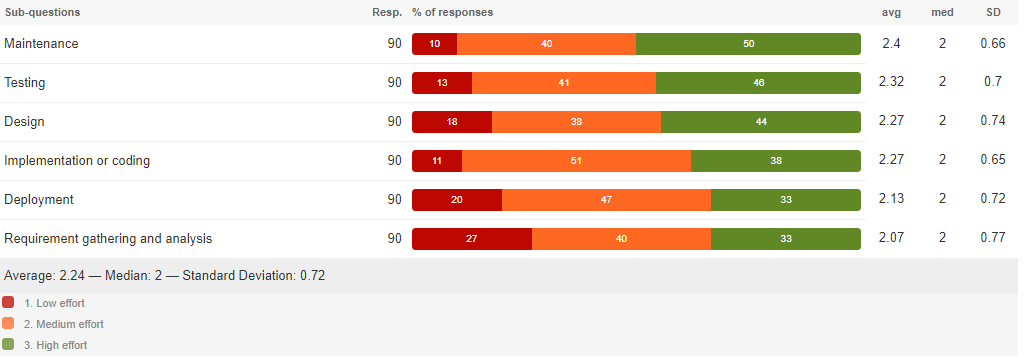 Sub-questions Resp. % of responses avg med SD
Maintenance 90 10 40 50 2.4 2 0.66
Testing 90 13 41 46 2.32 2 0.7
Design 90 18 38 44 2.27 2 0.74
Implementation or coding 90 11 51 38 2.27 2 0.65
Deployment 90 20 47 33 2.13 2 0.72
Requirement gathering and analysis 90 27 40 33 2.07 2 0.77
Average: 2.24 — Median: 2 — Standard Deviation: 0.72
1. Low effort
2. Medium effort
3. High effort